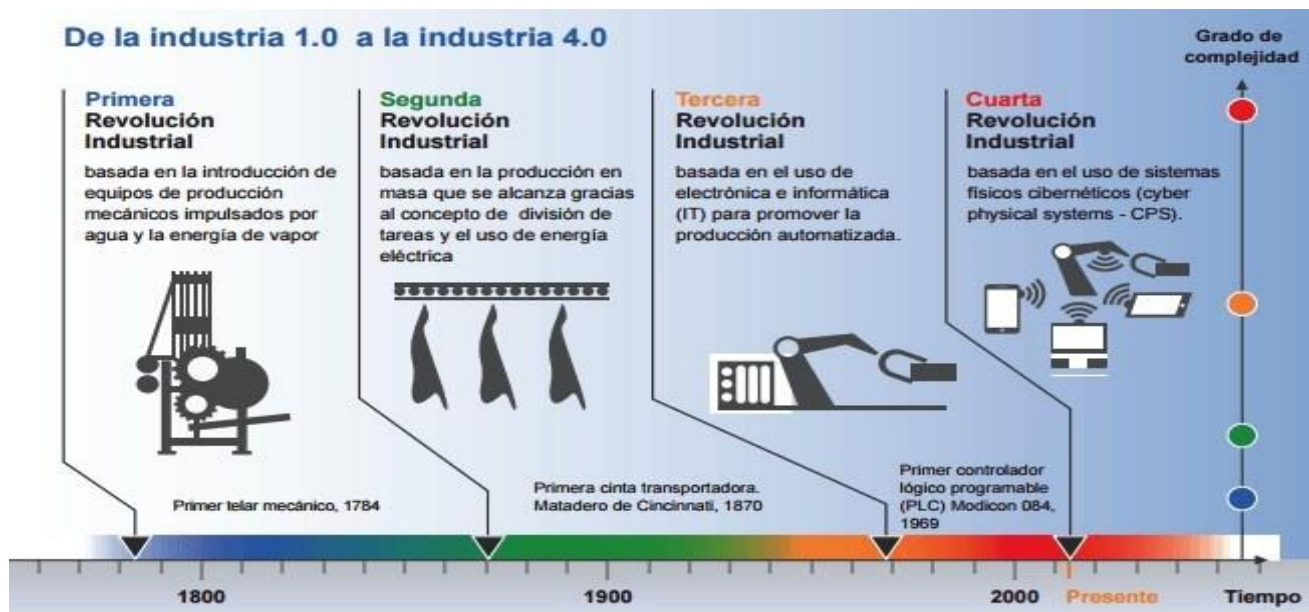 De la industria 1.0 a la industria 4.0
Grado de
complejidad
Primera
Revolución
Industrial
basada en la introducción de
equipos de producción
mecánicos impulsados por
agua y la energía de vapor
Segunda
Revolución
Industrial
basada en la producción en
masa que se alcanza gracias
al concepto de división de
tareas y el uso de energía
eléctrica
Tercera
Revolución
Industrial
basada en el uso de
electrónica e informática
(IT) para promover la
producción automatizada.
Cuarta
Revolución
Industrial
basada en el uso de sistemas
físicos cibernéticos (cyber
physical systems - CPS).
Primer telar mecánico, 1784
Primera cinta transportadora.
Matadero de Cincinnati, 1870
Primer controlador
lógico programable
(PLC) Modicon 084,
1969
1800
1900
2000
Presente
Tiempo